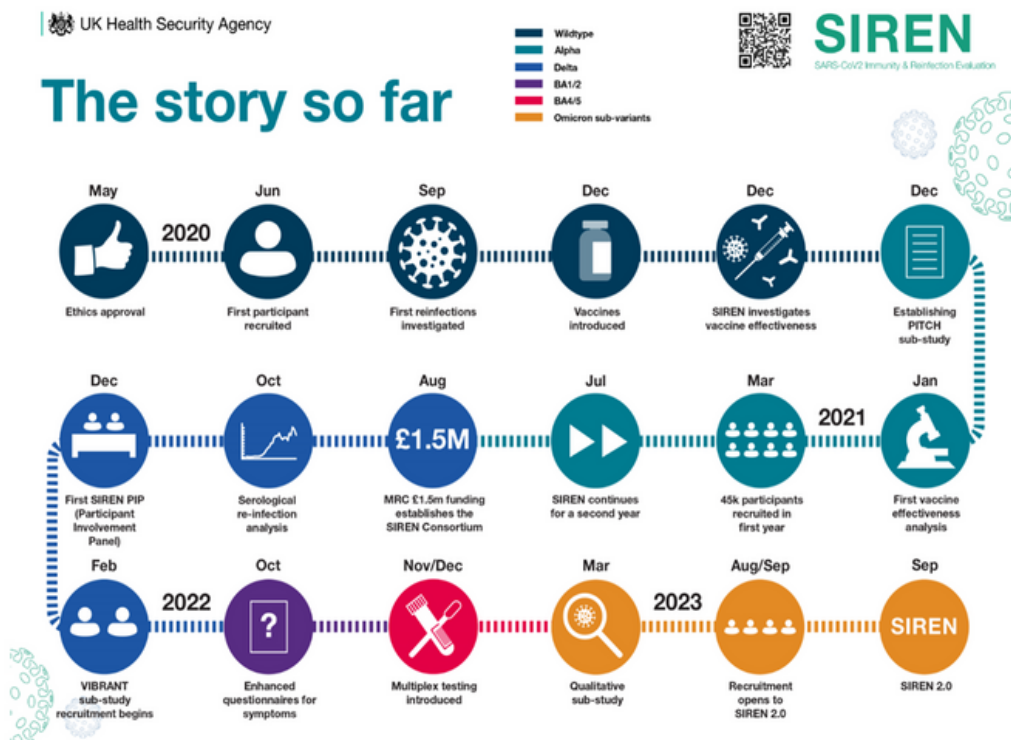 UK Health Security Agency
Wildtype
Alpha
Delta
BA1/2
BA4/5
Omicron sub-variants
SIREN
SARS-CoV2 Immunity & Reinfection Evaluation
The story so far
May
Jun
Sep
Dec
Dec
Dec
2020
Ethics approval
First participant
recruited
First reinfections
investigated
Vaccines
introduced
SIREN investigates
vaccine effectiveness
Establishing
PITCH
sub-study
Dec
Oct
Aug
Jul
Mar
Jan
2021
£1.5M
First SIREN PIP
(Participant
Involvement
Panel)
Serological
re-infection
analysis
MRC £1.5m funding
establishes the
SIREN Consortium
SIREN continues
for a second year
45k participants
recruited in
first year
First vaccine
effectiveness
analysis
Feb
Oct
Nov/Dec
Mar
Aug/Sep
Sep
2022
2023
?
SIREN
VIBRANT
sub-study
recruitment begins
Enhanced
questionnaires for
symptoms
Multiplex testing
introduced
Qualitative
sub-study
Recruitment
opens to
SIREN 2.0
SIREN 2.0